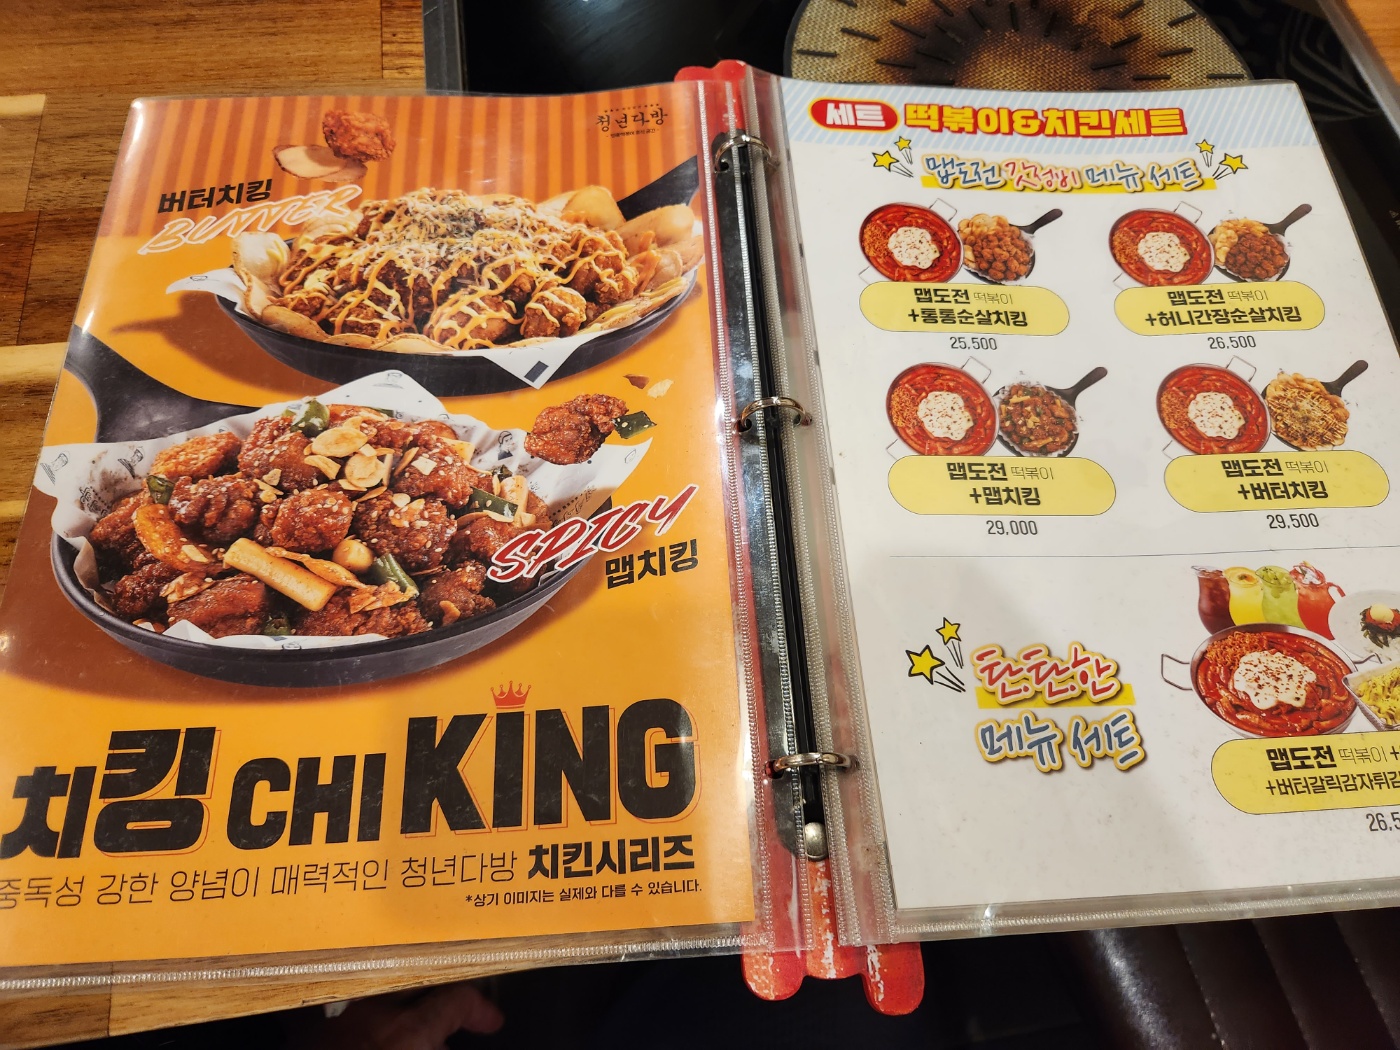 청년다방
버터치킹
BUTTER
SPICY
맵치킹
치킹 CHI KING
중독성 강한 양념이 매력적인 청년다방 치킨시리즈
*상기 이미지는 실제와 다를 수 있습니다.
세트 떡볶이&치킨세트
맵도전 갓성비 메뉴 세트
맵도전 떡볶이
+통통순살치킹
25,500
맵도전 떡볶이
+허니간장순살치킹
26,500
맵도전 떡볶이
+맵치킹
29,000
맵도전 떡볶이
+버터치킹
29,500
탄.탄.한
메뉴 세트
맵도전 떡볶이 +
+버터갈릭감자튀김
26,5